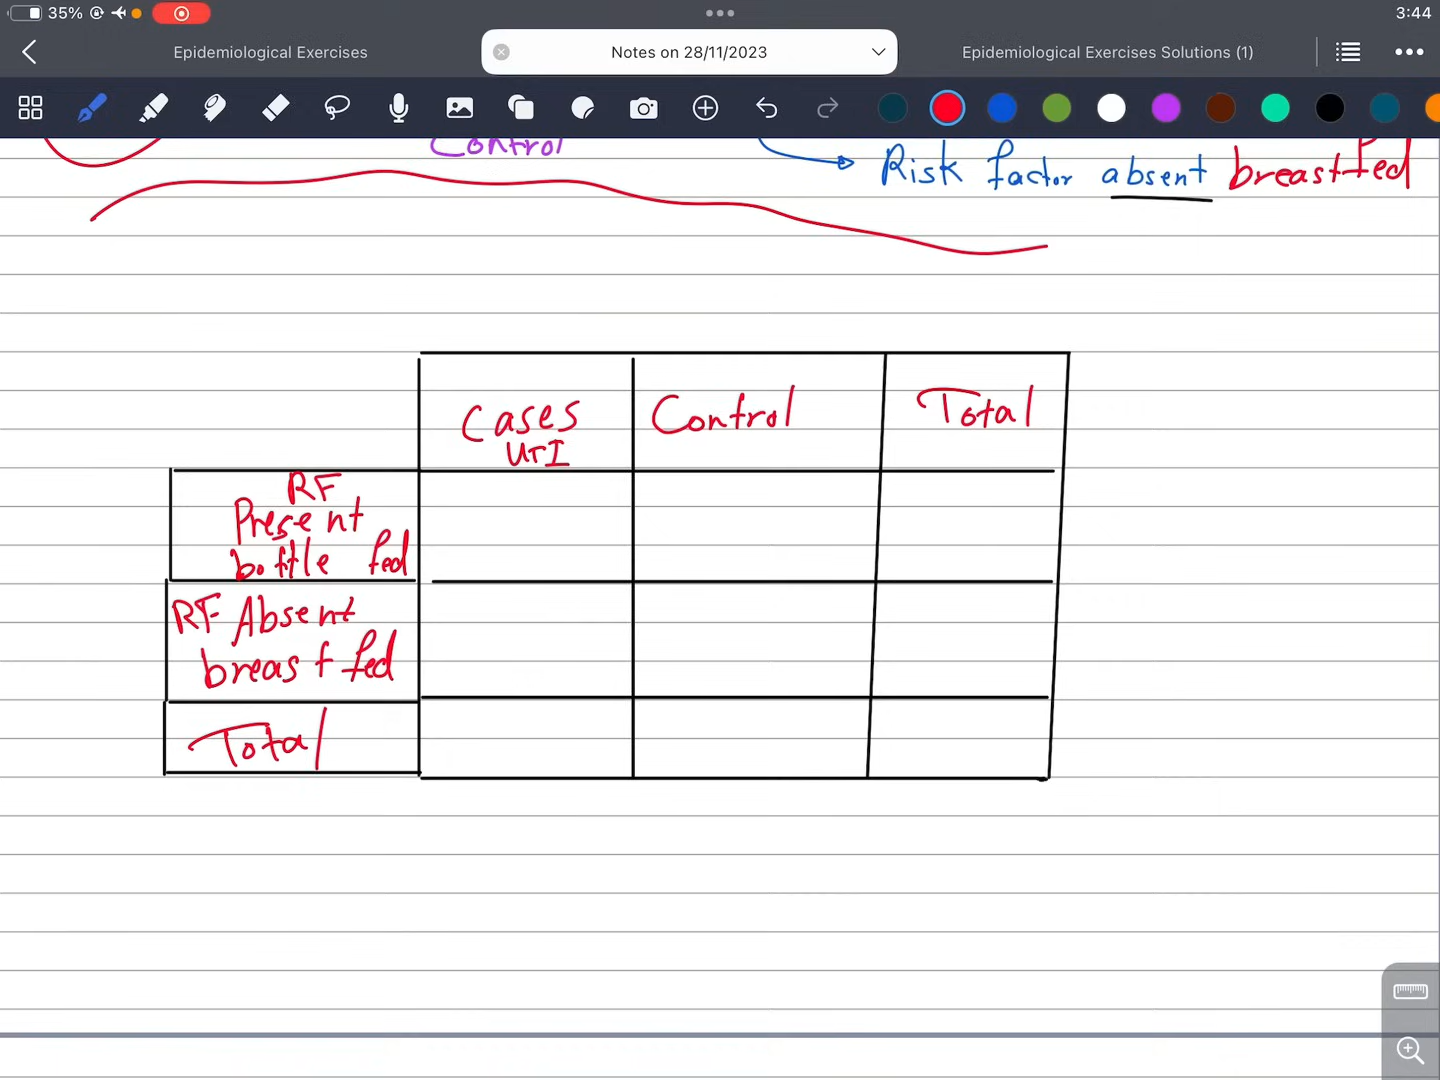 35%
3:44
Epidemiological Exercises
Notes on 28/11/2023
Epidemiological Exercises Solutions (1)
Control
Risk factor absent breastfed
Cases
UTI
Control
Total
RF
Present
bottle fed
RF Absent
breast fed
Total